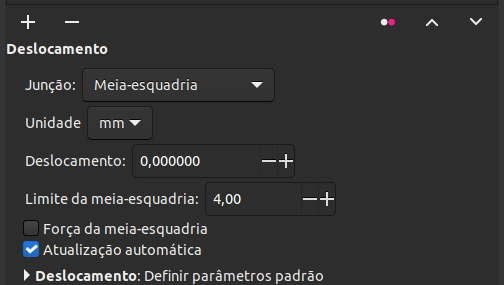 Deslocamento
Junção: Meia-esquadria
Unidade mm
Deslocamento: 0,000000
Limite da meia-esquadria: 4,00
Força da meia-esquadria
Atualização automática
Deslocamento: Definir parâmetros padrão